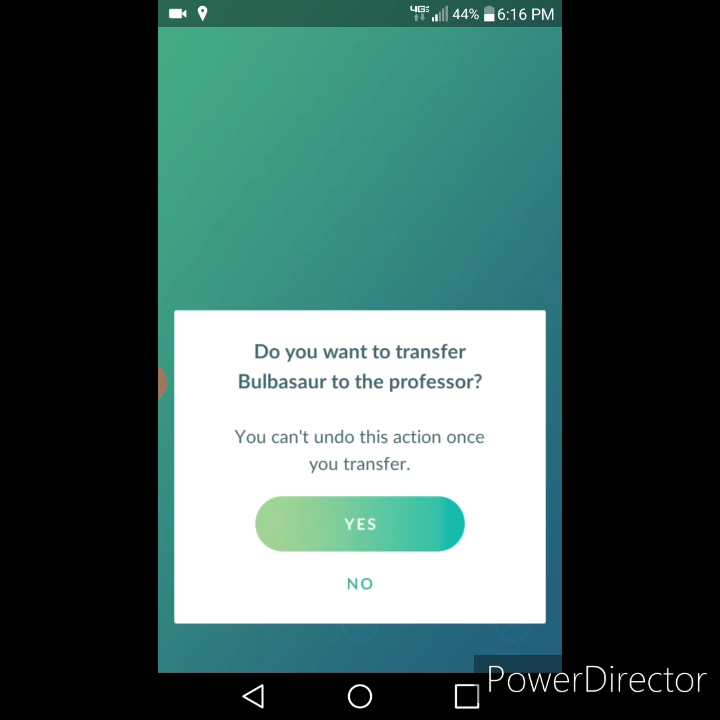 4G 44% 6:16 PM
Do you want to transfer
Bulbasaur to the professor?
You can't undo this action once
you transfer.
YES
NO
PowerDirector